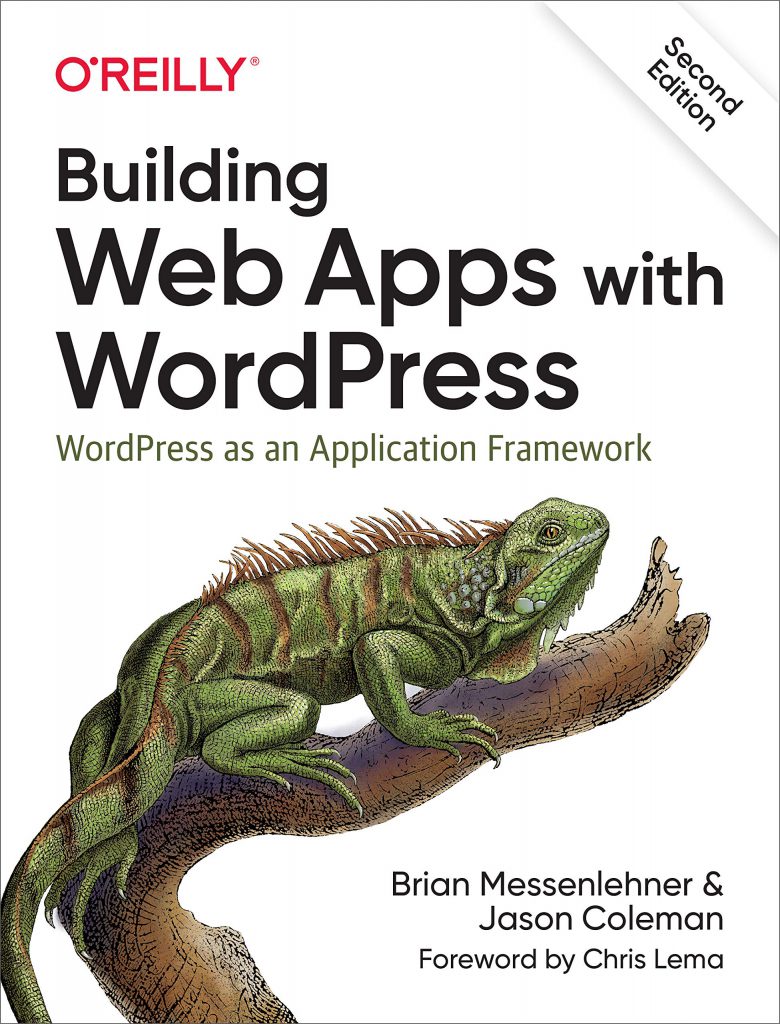 O'REILLY®
Second
Edition
Building
Web Apps with
WordPress
WordPress as an Application Framework
Brian Messenlehner &
Jason Coleman
Foreword by Chris Lema